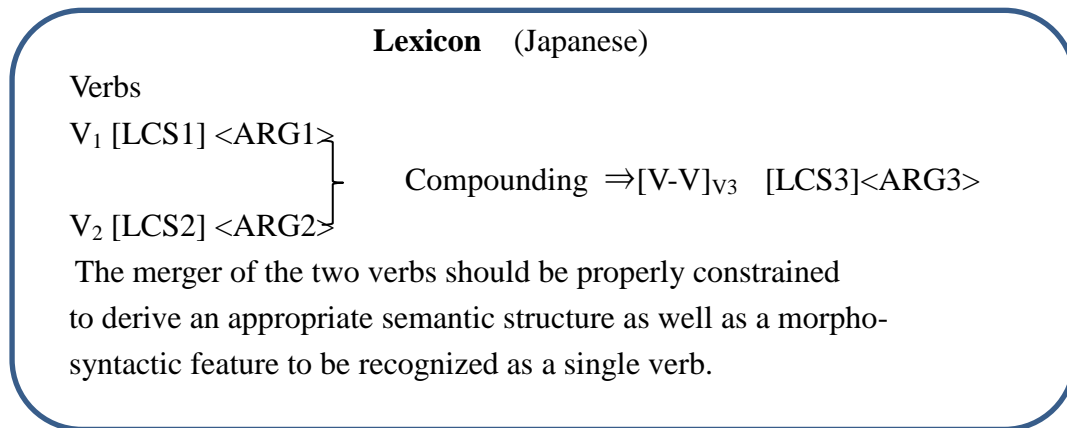 Lexicon (Japanese)
Verbs
V₁ [LCS1] <ARG1>
Compounding ⇒[V-V]V3 [LCS3]<ARG3>
V₂ [LCS2] <ARG2>
The merger of the two verbs should be properly constrained
to derive an appropriate semantic structure as well as a morpho-
syntactic feature to be recognized as a single verb.